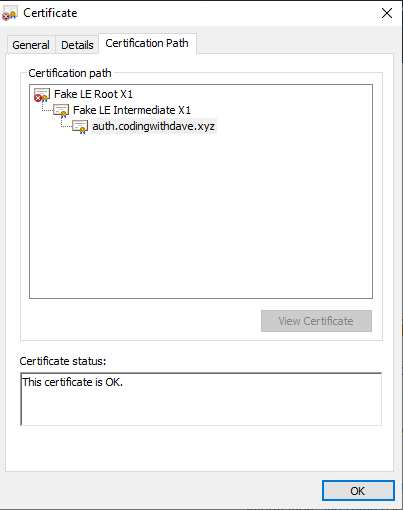 Certificate
General
Details
Certification Path
Certification path
Fake LE Root X1
Fake LE Intermediate X1
auth.codingwithdave.xyz
View Certificate
Certificate status:
This certificate is OK.
OK